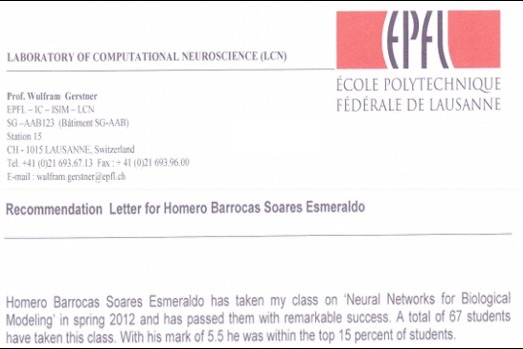 EPFL
LABORATORY OF COMPUTATIONAL NEUROSCIENCE (LCN)
ÉCOLE POLYTECHNIQUE
FÉDÉRALE DE LAUSANNE
Prof. Wulfram Gerstner
EPFL – IC – ISIM – LCN
SG –AAB123 (Bâtiment SG-AAB)
Station 15
CH - 1015 LAUSANNE, Switzerland
Tel. +41 (0)21 693.67.13 Fax : + 41 (0)21 693.96.00
E-mail : wulfram.gerstner@epfl.ch
Recommendation Letter for Homero Barrocas Soares Esmeraldo
Homero Barrocas Soares Esmeraldo has taken my class on ‘Neural Networks for Biological
Modeling’ in spring 2012 and has passed them with remarkable success. A total of 67 students
have taken this class. With his mark of 5.5 he was within the top 15 percent of students.